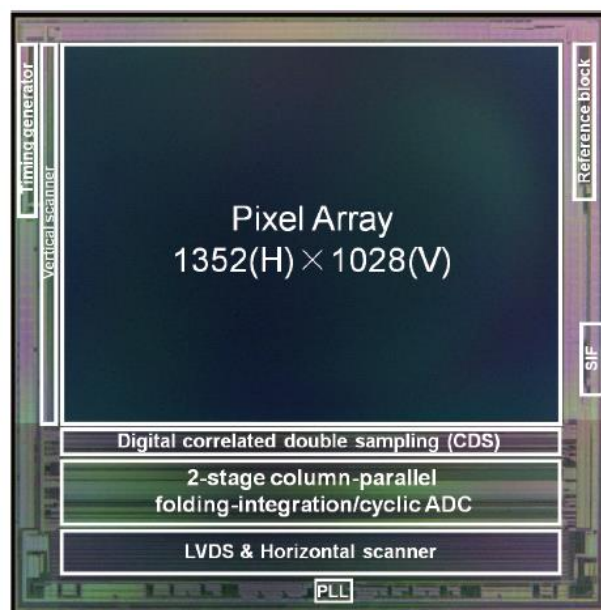 Timing generator
Vertical scanner
Pixel Array
1352(H)×1028(V)
Reference block
SIF
Digital correlated double sampling (CDS)
2-stage column-parallel
folding-integration/cyclic ADC
LVDS & Horizontal scanner
PLL